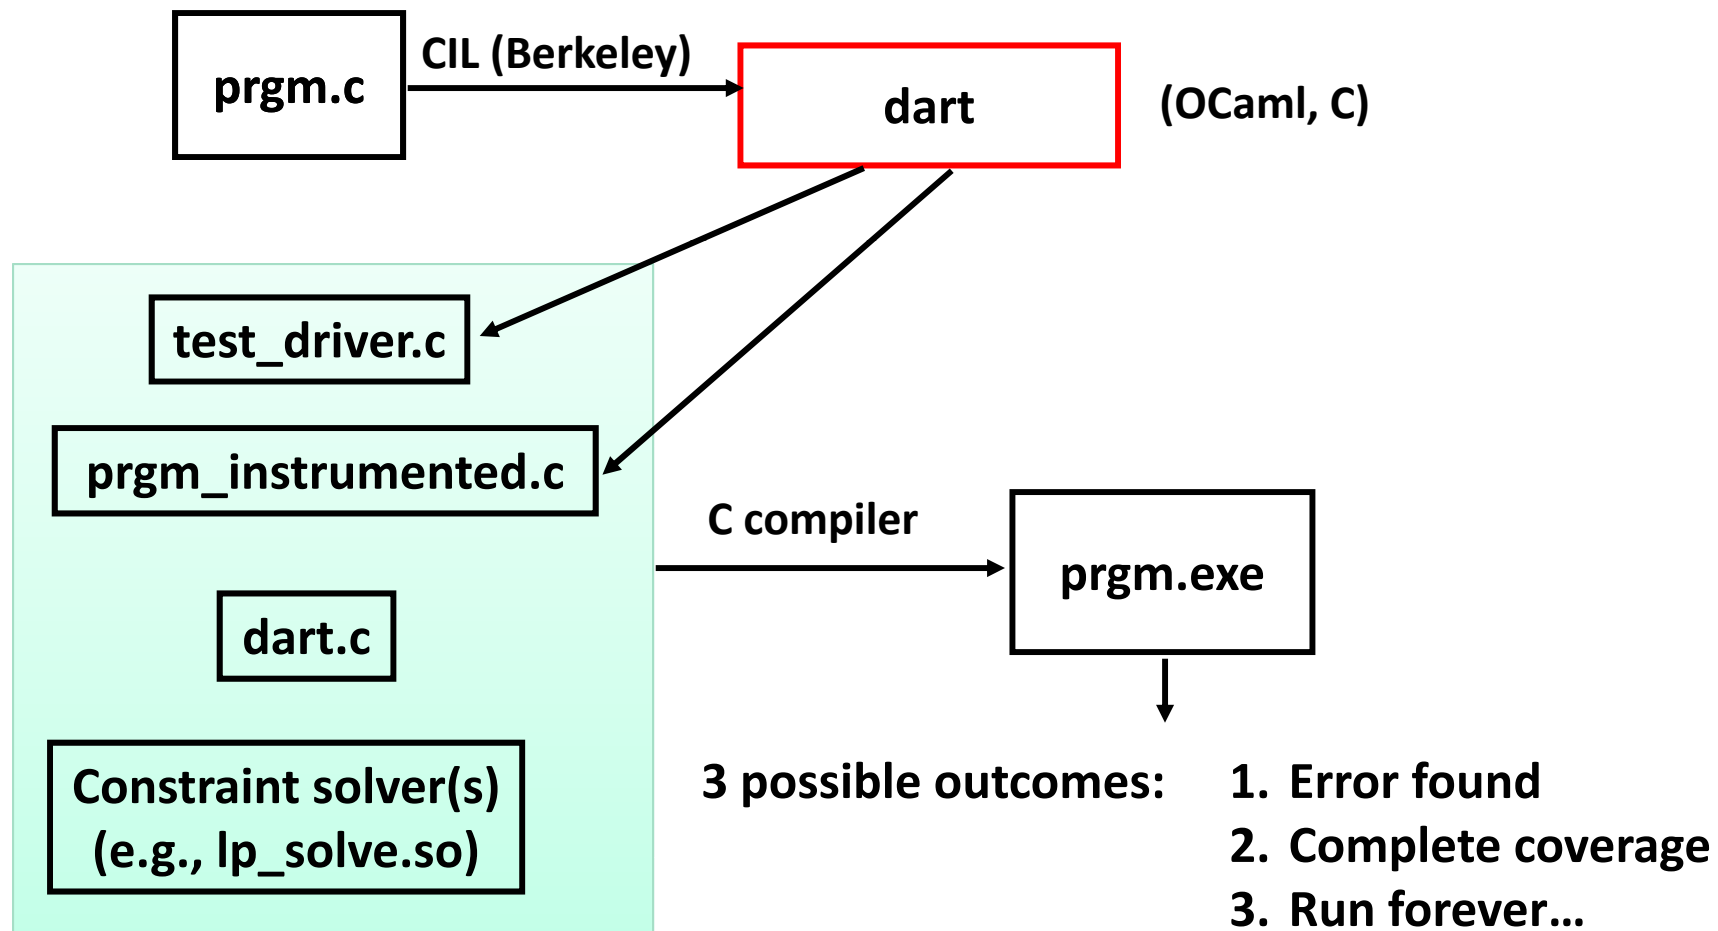 prgm.c
CIL (Berkeley)
dart
(OCaml, C)
test_driver.c
prgm_instrumented.c
C compiler
prgm.exe
dart.c
Constraint solver(s)
(e.g., lp_solve.so)
3 possible outcomes:
1. Error found
2. Complete coverage
3. Run forever…